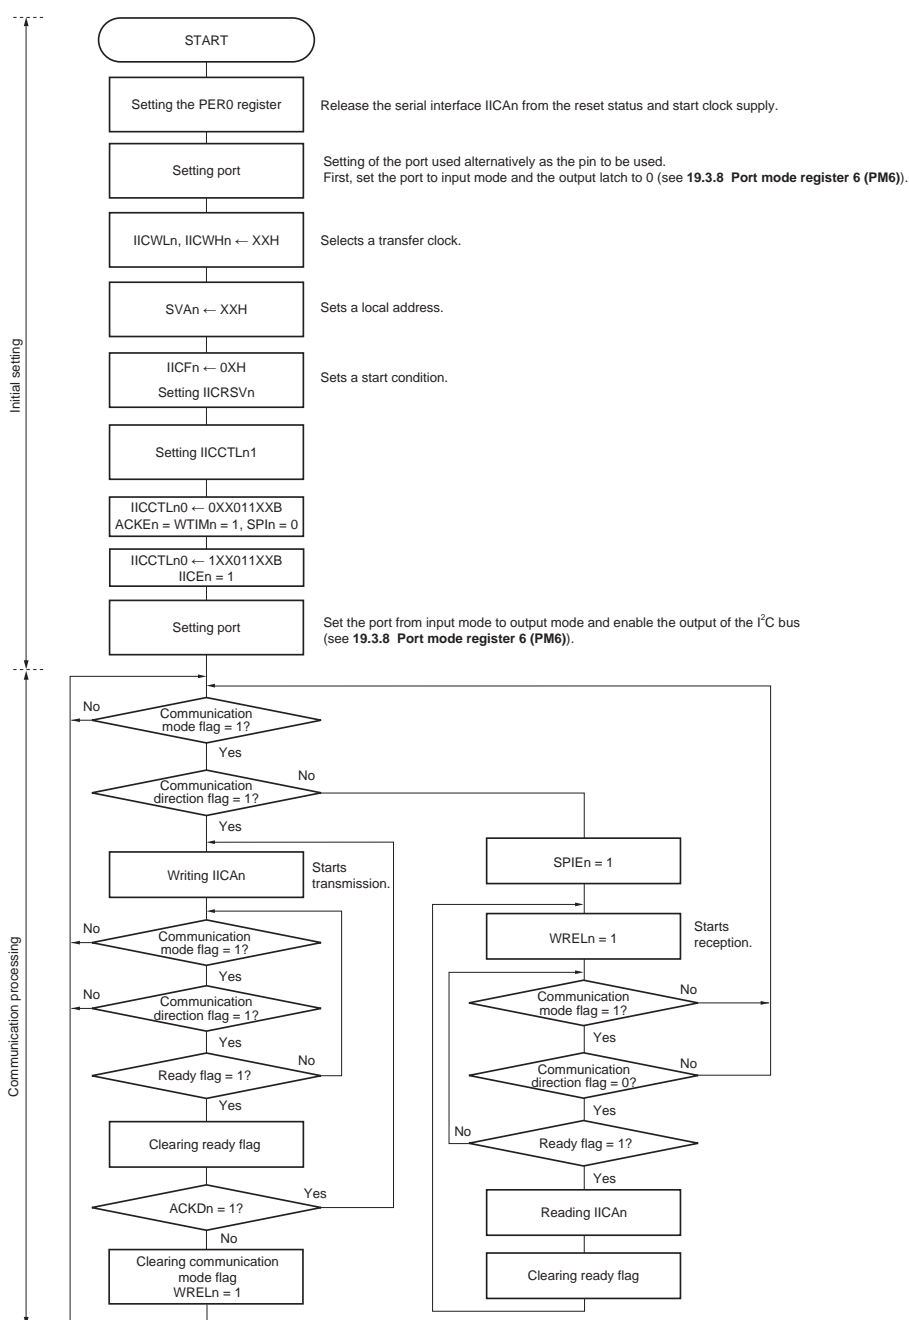 START
Setting the PER0 register
Release the serial interface IICAn from the reset status and start clock supply.
Setting port
Setting of the port used alternatively as the pin to be used.
First, set the port to input mode and the output latch to 0 (see 19.3.8 Port mode register 6 (PM6)).
IICWLn, IICWHn ← XXH
Selects a transfer clock.
SVAn ← XXH
Sets a local address.
IICFn ← 0XH
Setting IICRSVn
Sets a start condition.
Initial setting
Setting IICCTLn1
IICCTLn0 ← 0XX011XXB
ACKEn = WTIMn = 1, SPIn = 0
IICCTLn0 ← 1XX011XXB
IICEn = 1
Setting port
Set the port from input mode to output mode and enable the output of the I²C bus
(see 19.3.8 Port mode register 6 (PM6)).
No
Communication
mode flag = 1?
Yes
No
Communication
direction flag = 1?
Yes
Writing IICAn
Starts
transmission.
No
Communication
mode flag = 1?
Yes
No
Communication
direction flag = 1?
Yes
No
Ready flag = 1?
Yes
Clearing ready flag
Yes
ACKDn = 1?
No
Clearing communication
mode flag
WRELn = 1
Communication processing
SPIEn = 1
WRELn = 1
Starts
reception.
No
Communication
mode flag = 1?
Yes
No
Communication
direction flag = 0?
Yes
No
Ready flag = 1?
Yes
Reading IICAn
Clearing ready flag